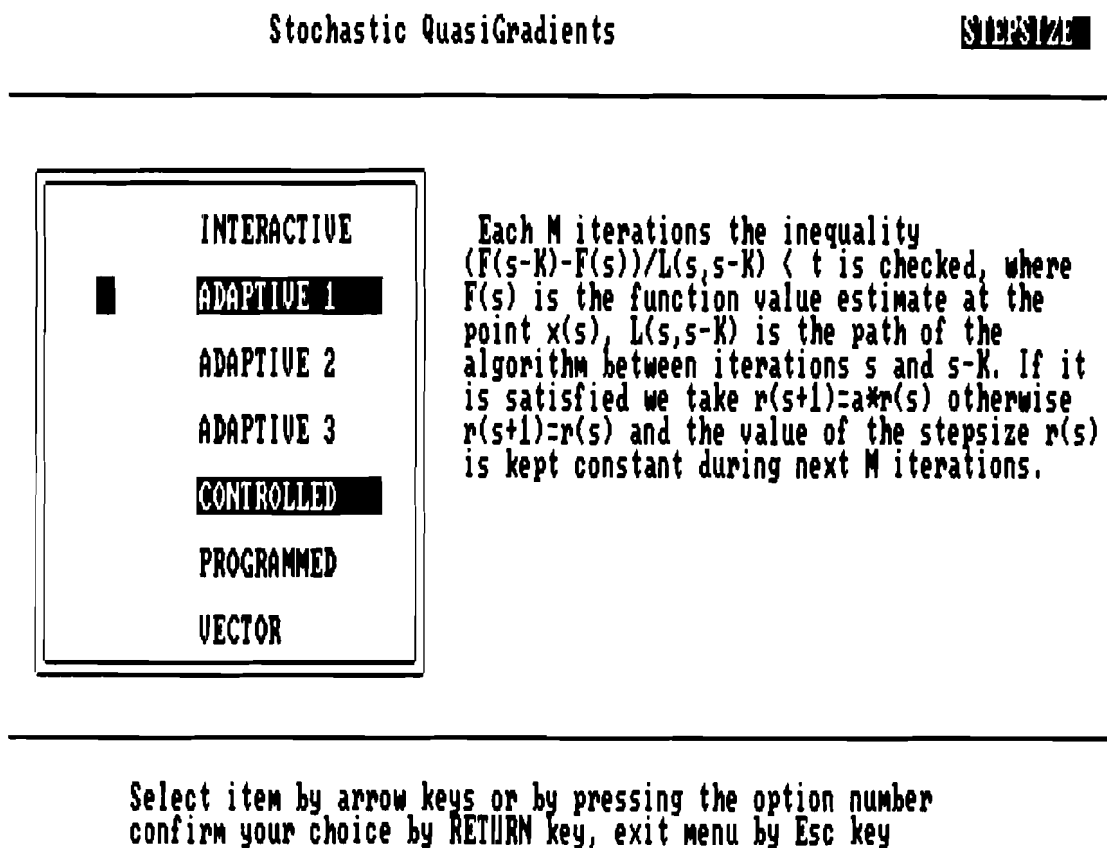 Stochastic QuasiGradients
STEPSIZE
INTERACTIVE
ADAPTIVE 1
ADAPTIVE 2
ADAPTIVE 3
CONTROLLED
PROGRAMMED
VECTOR
Each M iterations the inequality
(F(s-K)-F(s))/L(s,s-K) < t is checked, where
F(s) is the function value estimate at the
point x(s), L(s,s-K) is the path of the
algorithm between iterations s and s-K. If it
is satisfied we take r(s+1)=a*r(s) otherwise
r(s+1)=r(s) and the value of the stepsize r(s)
is kept constant during next M iterations.
Select item by arrow keys or by pressing the option number
confirm your choice by RETURN key, exit menu by Esc key